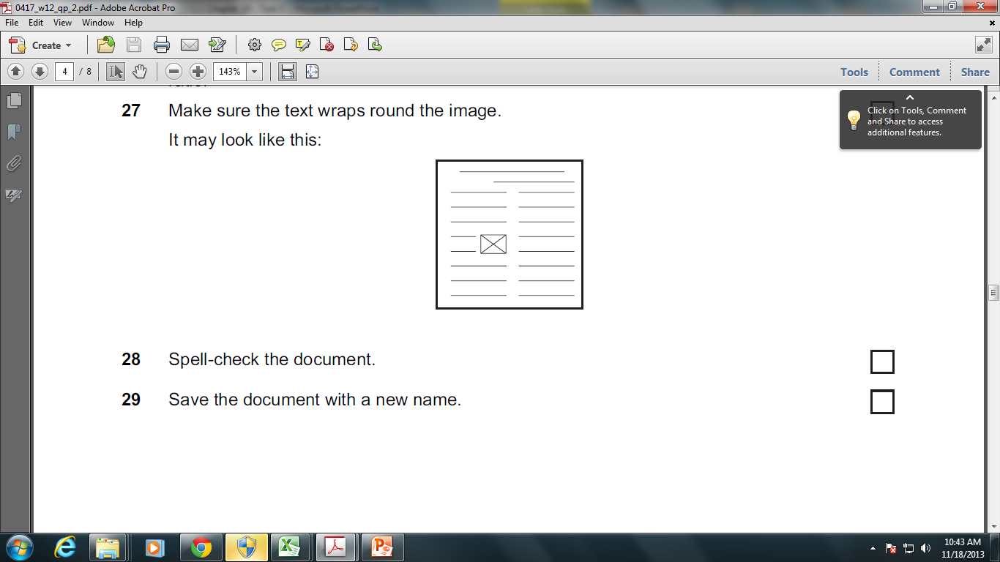 0417_w12_qp_2.pdf - Adobe Acrobat Pro
File Edit View Window Help
Create
4 / 8 143% Tools Comment Share
27 Make sure the text wraps round the image.
It may look like this:
Click on Tools, Comment
and Share to access
additional features.
28 Spell-check the document.
29 Save the document with a new name.
10:43 AM
11/18/2013